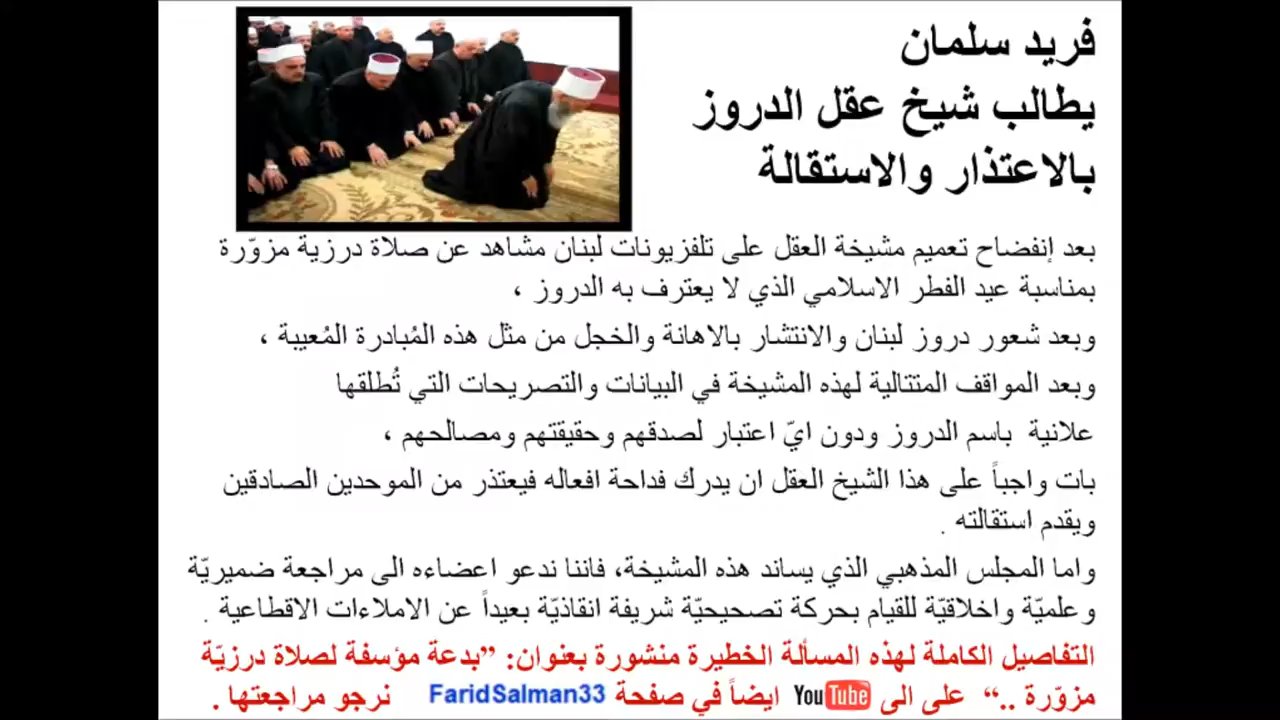 فريد سلمان
يطالب شيخ عقل الدروز
بالاعتذار والاستقالة
بعد إنفضاح تعميم مشيخة العقل على تلفزيونات لبنان مشاهد عن صلاة درزية مزوّرة
بمناسبة عيد الفطر الاسلامي الذي لا يعترف به الدروز ،
وبعد شعور دروز لبنان والانتشار بالاهانة والخجل من مثل هذه المُبادرة المُعيبة ،
وبعد المواقف المتتالية لهذه المشيخة في البيانات والتصريحات التي تُطلقها
علانية باسم الدروز ودون ايّ اعتبار لصدقهم وحقيقتهم ومصالحهم ،
بات واجباً على هذا الشيخ العقل ان يدرك فداحة افعاله فيعتذر من الموحدين الصادقين
ويقدم استقالته .
واما المجلس المذهبي الذي يساند هذه المشيخة، فاننا ندعو اعضاءه الى مراجعة ضميريّة
وعلميّة واخلاقيّة للقيام بحركة تصحيحيّة شريفة انقاذيّة بعيداً عن الاملاءات الاقطاعية .
التفاصيل الكاملة لهذه المسألة الخطيرة منشورة بعنوان: ”بدعة مؤسفة لصلاة درزيّة
مزوّرة ..“ على الى YouTube ايضاً في صفحة FaridSalman33 نرجو مراجعتها .